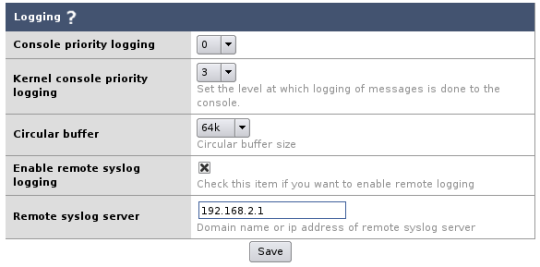 Logging ?
Console priority logging
0
Kernel console priority
logging
3
Set the level at which logging of messages is done to the
console.
Circular buffer
64k
Circular buffer size
Enable remote syslog
logging
Check this item if you want to enable remote logging
Remote syslog server
192.168.2.1
Domain name or ip address of remote syslog server
Save